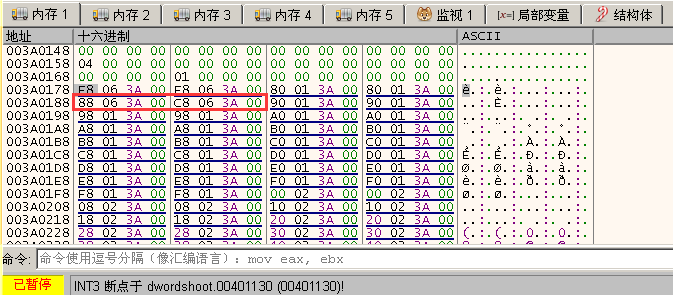 内存 1 内存 2 内存 3 内存 4 内存 5 监视 1 [x=] 局部变量 结构体
地址 十六进制 ASCII
003A0148 00 00 00 00 00 00 00 00 00 00 00 00 00 00 00 00 ................
003A0158 04 00 00 00 00 00 00 00 00 00 00 00 00 00 00 00 ................
003A0168 00 00 00 00 01 00 00 00 00 00 00 00 00 00 00 00 ................
003A0178 E8 06 3A 00 E8 06 3A 00 80 01 3A 00 80 01 3A 00
003A0188 88 06 3A 00 C8 06 3A 00 90 01 3A 00 90 01 3A 00
003A0198 98 01 3A 00 98 01 3A 00 A0 01 3A 00 A0 01 3A 00
003A01A8 A8 01 3A 00 A8 01 3A 00 B0 01 3A 00 B0 01 3A 00
003A01B8 B8 01 3A 00 B8 01 3A 00 C0 01 3A 00 C0 01 3A 00
003A01C8 C8 01 3A 00 C8 01 3A 00 D0 01 3A 00 D0 01 3A 00
003A01D8 D8 01 3A 00 D8 01 3A 00 E0 01 3A 00 E0 01 3A 00
003A01E8 E8 01 3A 00 E8 01 3A 00 F0 01 3A 00 F0 01 3A 00
003A01F8 F8 01 3A 00 F8 01 3A 00 00 02 3A 00 00 02 3A 00
003A0208 08 02 3A 00 08 02 3A 00 10 02 3A 00 10 02 3A 00
003A0218 18 02 3A 00 18 02 3A 00 20 02 3A 00 20 02 3A 00
003A0228 28 02 3A 00 28 02 3A 00 30 02 3A 00 30 02 3A 00
命令: 命令使用逗号分隔（像汇编语言）: mov eax, ebx
已暂停 INT3 断点于 dwordshoot.00401130 (00401130)!